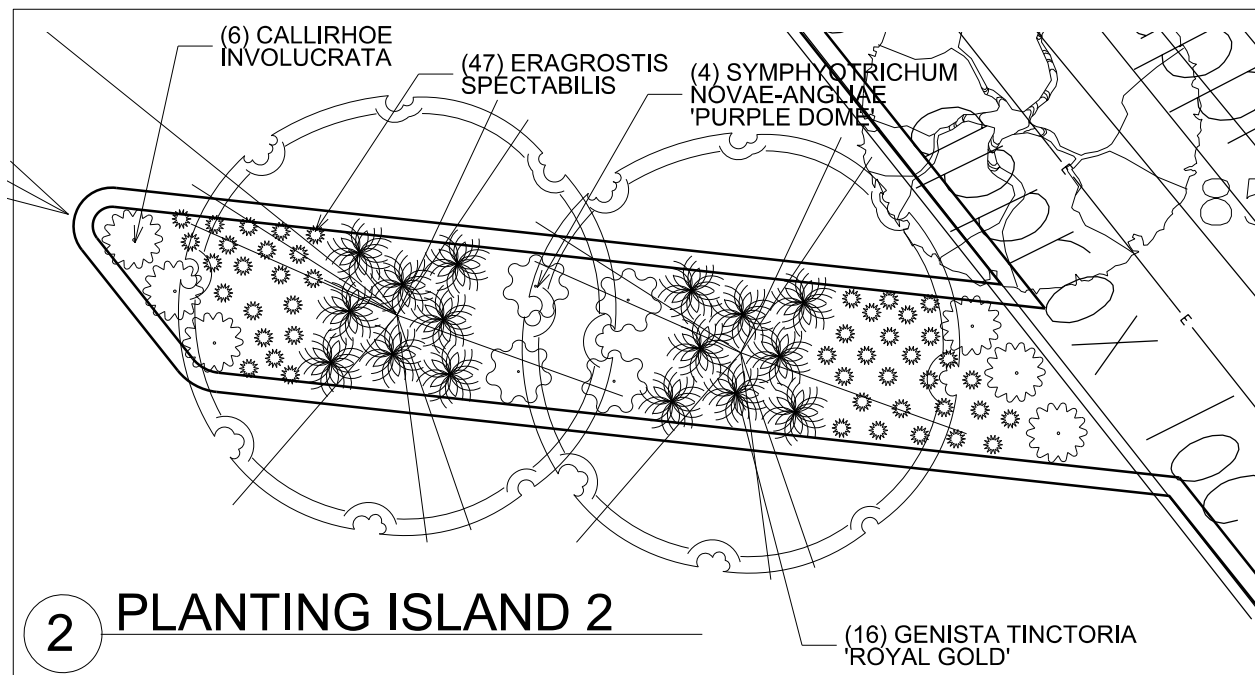 (6) CALLIRHOE
INVOLUCRATA
(47) ERAGROSTIS
SPECTABILIS
(4) SYMPHYOTRICHUM
NOVAE-ANGLIAE
'PURPLE DOME'
E
2
PLANTING ISLAND 2
(16) GENISTA TINCTORIA
'ROYAL GOLD'